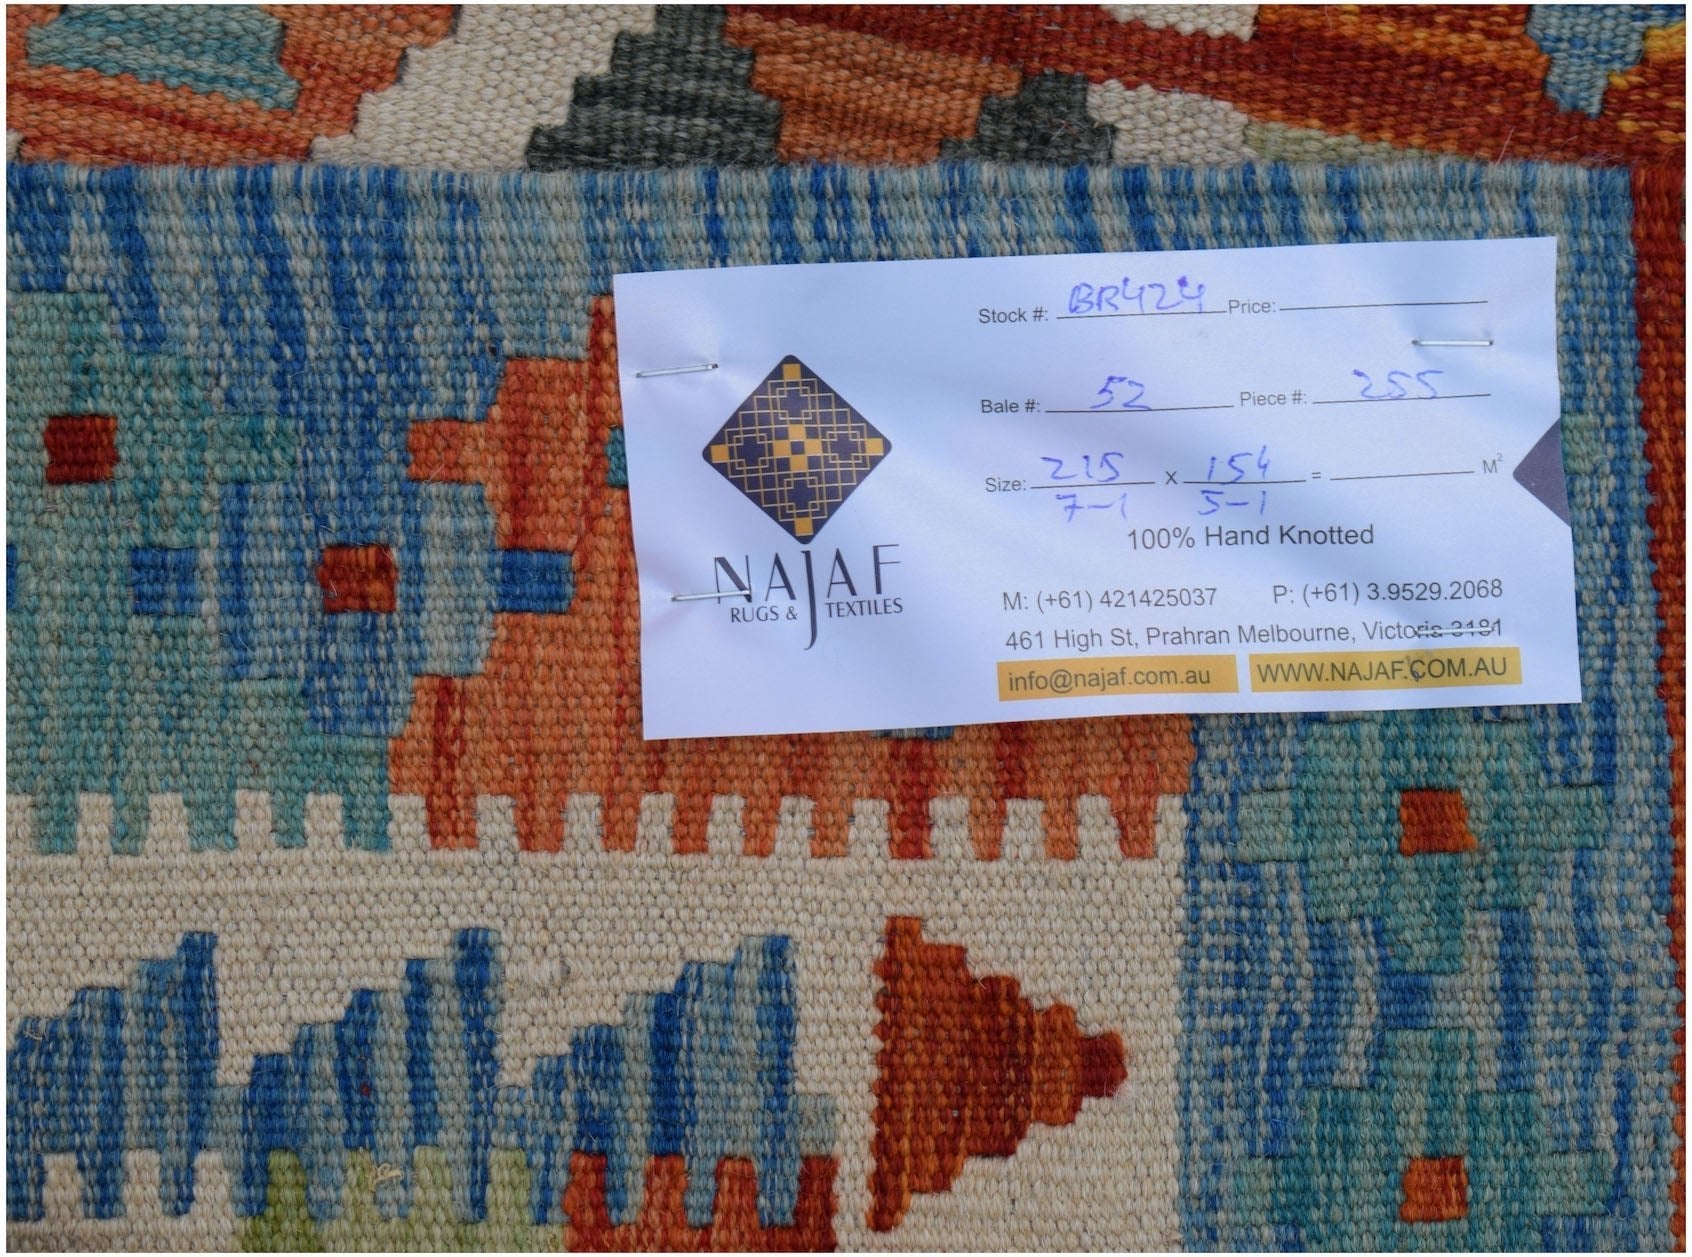 Stock #: BR424 Price:
Bale #: 52 Piece #: 255
Size: 215 x 154 = M²
7-1 5-1
100% Hand Knotted
NAJAF
RUGS & TEXTILES
M: (+61) 421425037 P: (+61) 3.9529.2068
461 High St, Prahran Melbourne, Victoria 3181
info@najaf.com.au WWW.NAJAF.COM.AU